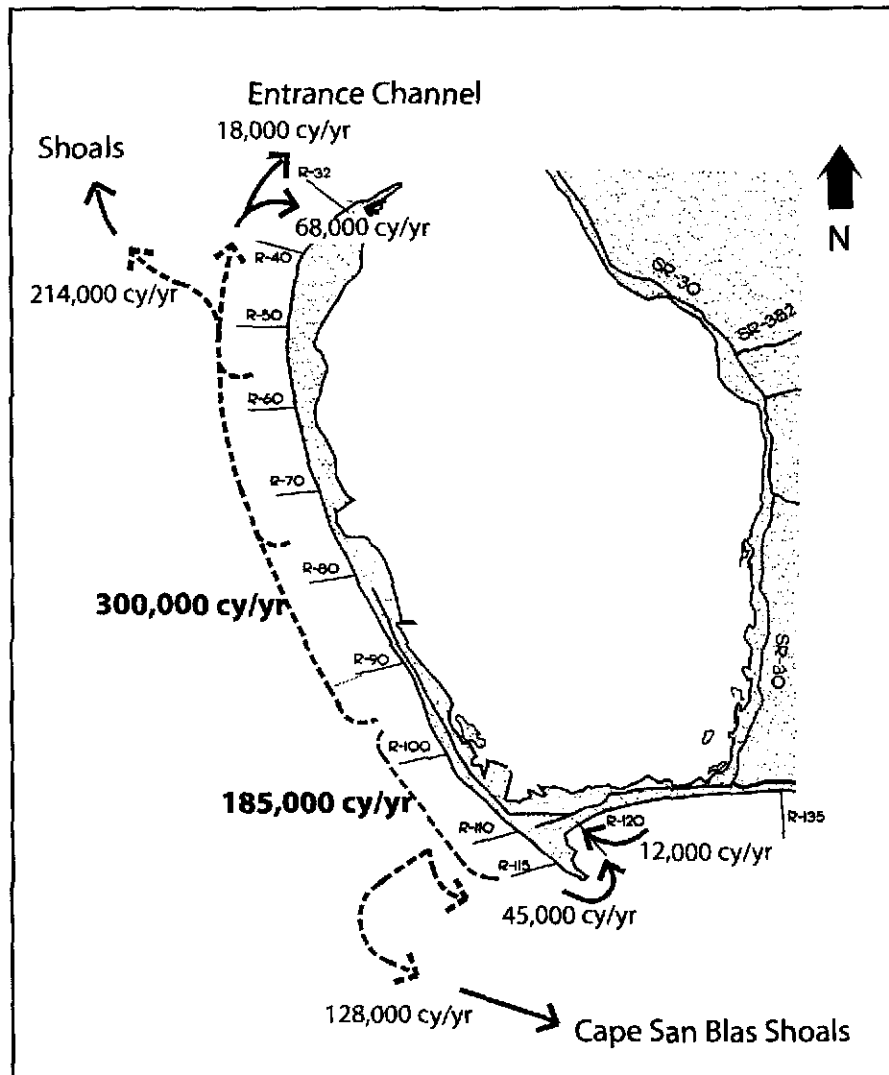 Entrance Channel
18,000 cy/yr
Shoals
R-32
68,000 cy/yr
N
R-40
214,000 cy/yr
SR-30
R-50
SR-382
R-60
R-70
R-80
300,000 cy/yr
R-90
SR-30
R-100
185,000 cy/yr
R-110
R-120
R-135
12,000 cy/yr
R-115
45,000 cy/yr
128,000 cy/yr
Cape San Blas Shoals